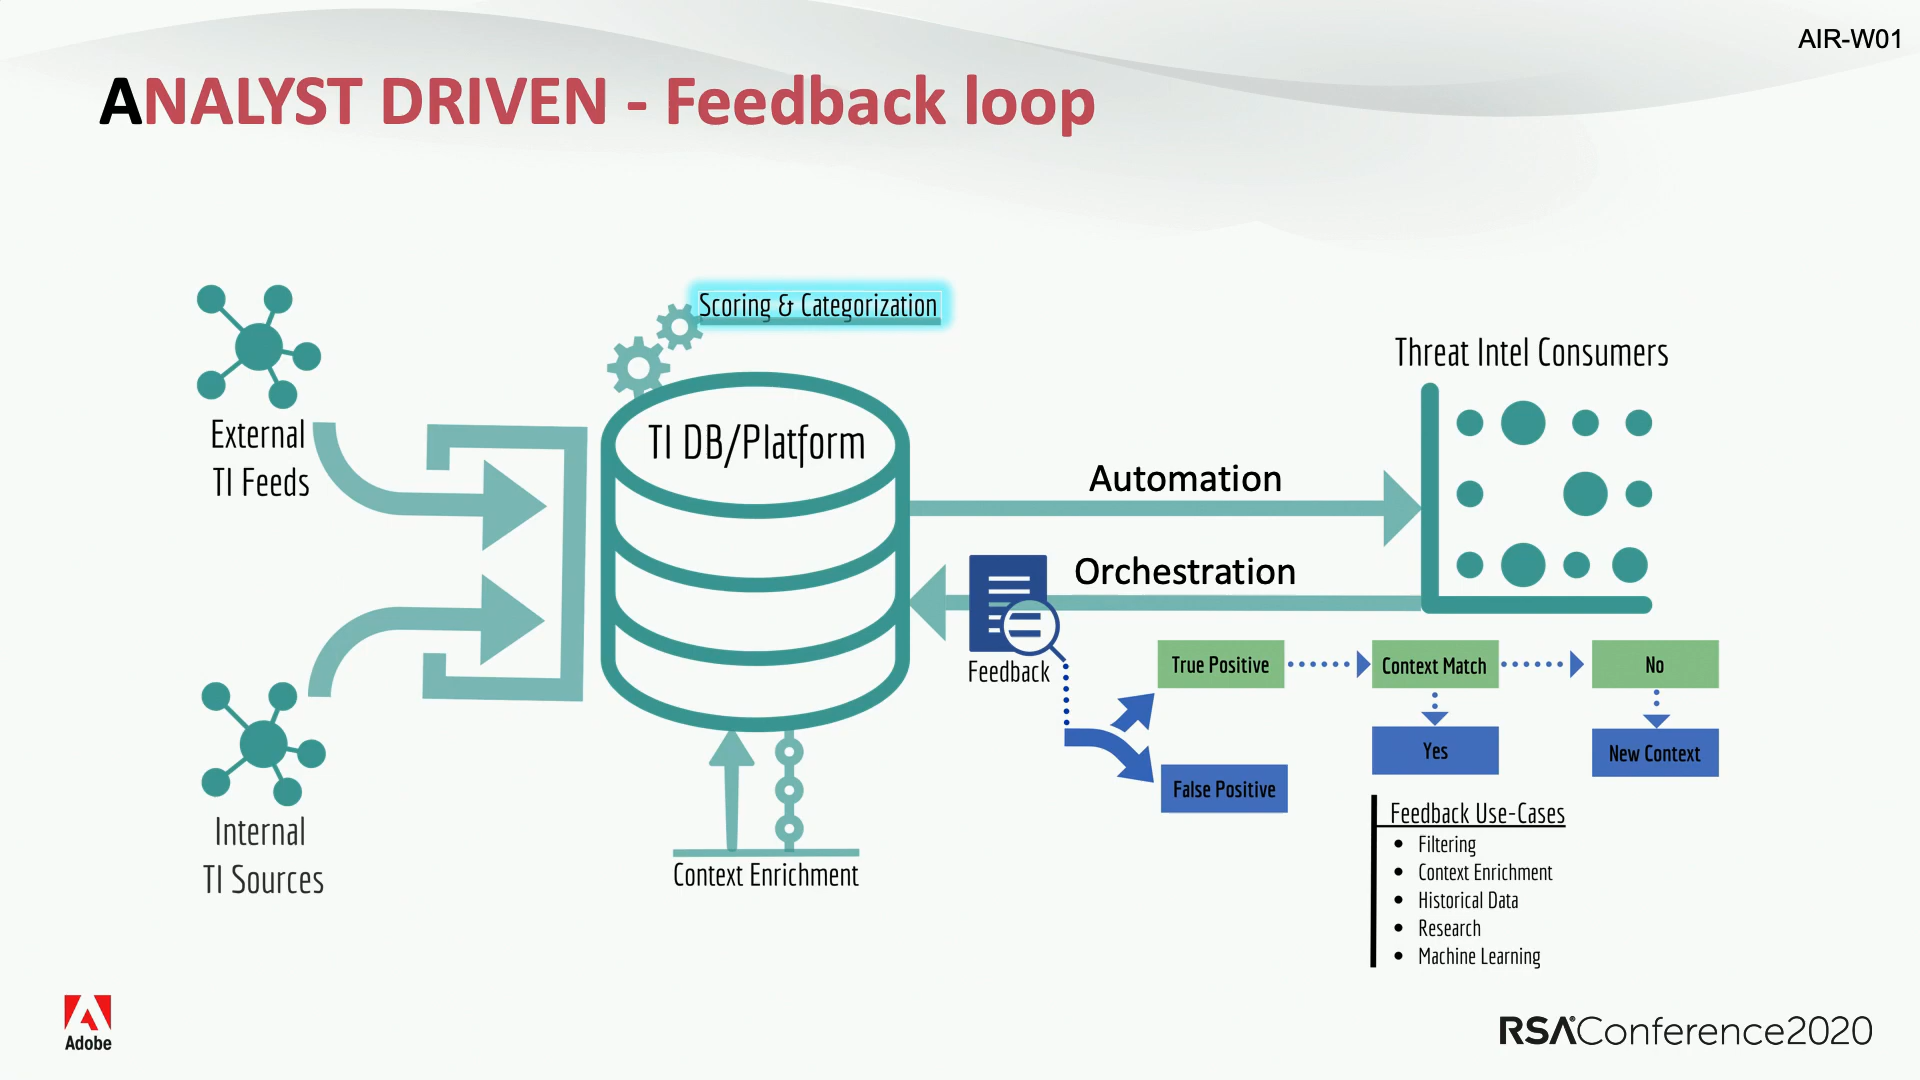 AIR-W01
ANALYST DRIVEN - Feedback loop
Scoring & Categorization
External
TI Feeds
TI DB/Platform
Threat Intel Consumers
Automation
Orchestration
Feedback
Internal
TI Sources
Context Enrichment
True Positive
Context Match
No
Yes
New Context
False Positive
Feedback Use-Cases
• Filtering
• Context Enrichment
• Historical Data
• Research
• Machine Learning
Adobe
RSA®Conference2020